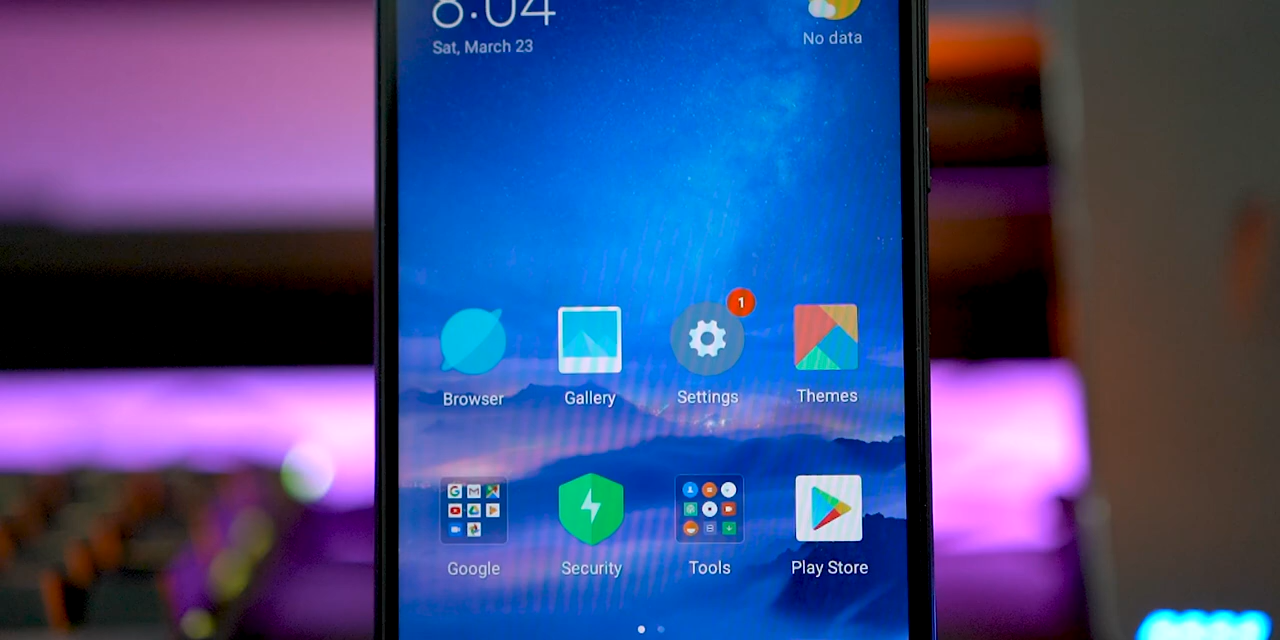 8:04
Sat, March 23
No data
1
Browser
Gallery
Settings
Themes
Google
Security
Tools
Play Store